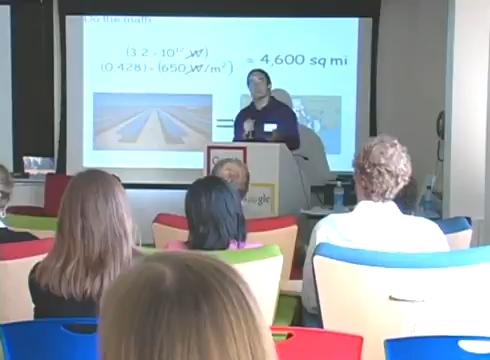 Do the math
(3.2 · 10¹² W)
= 4,600 sq mi
(0.428) · (650 W/m²)
=
Google